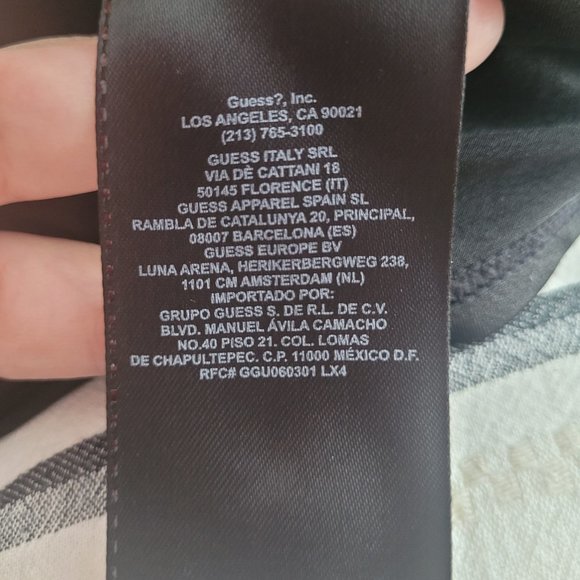 Guess?, Inc.
LOS ANGELES, CA 90021
(213) 765-3100
GUESS ITALY SRL
VIA DÈ CATTANI 18
50145 FLORENCE (IT)
GUESS APPAREL SPAIN SL
RAMBLA DE CATALUNYA 20, PRINCIPAL,
08007 BARCELONA (ES)
GUESS EUROPE BV
LUNA ARENA, HERIKERBERGWEG 238,
1101 CM AMSTERDAM (NL)
IMPORTADO POR:
GRUPO GUESS S. DE R.L. DE C.V.
BLVD. MANUEL ÁVILA CAMACHO
NO.40 PISO 21. COL. LOMAS
DE CHAPULTEPEC. C.P. 11000 MÉXICO D.F.
RFC# GGU060301 LX4